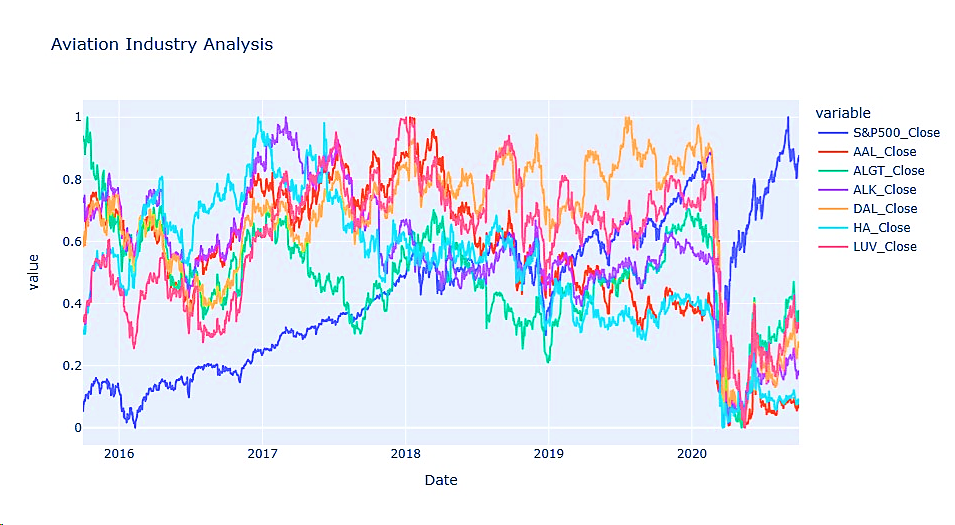 Aviation Industry Analysis
variable
S&P500_Close
AAL_Close
ALGT_Close
ALK_Close
DAL_Close
HA_Close
LUV_Close
value
1
0.8
0.6
0.4
0.2
0
2016 2017 2018 2019 2020
Date